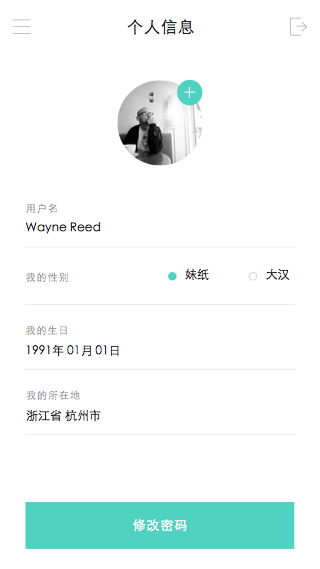 个人信息
用户名
Wayne Reed
我的性别
妹纸
大汉
我的生日
1991年 01月 01日
我的所在地
浙江省 杭州市
修改密码